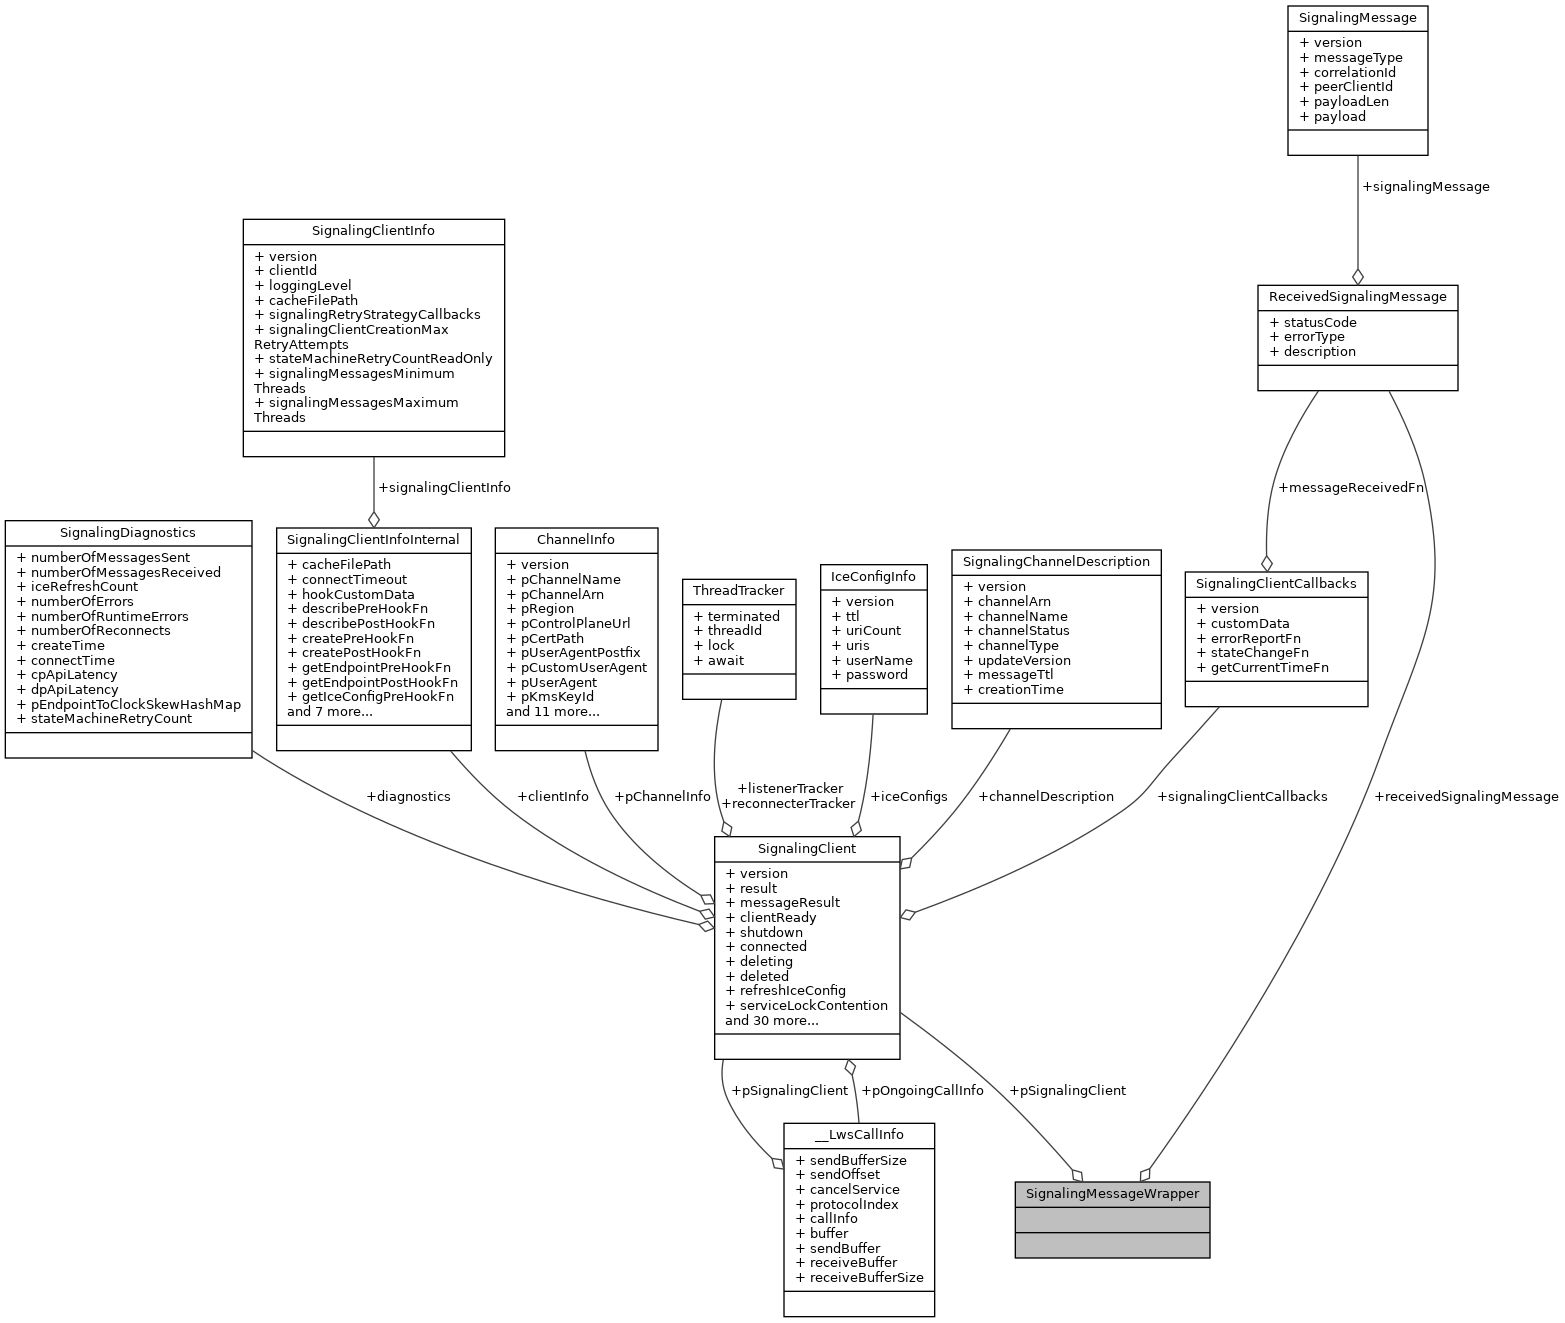 SignalingMessage
+ version
+ messageType
+ correlationId
+ peerClientId
+ payloadLen
+ payload
+signalingMessage
SignalingClientInfo
+ version
+ clientId
+ loggingLevel
+ cacheFilePath
+ signalingRetryStrategyCallbacks
+ signalingClientCreationMax
RetryAttempts
+ stateMachineRetryCountReadOnly
+ signalingMessagesMinimum
Threads
+ signalingMessagesMaximum
Threads
ReceivedSignalingMessage
+ statusCode
+ errorType
+ description
+signalingClientInfo
+messageReceivedFn
SignalingDiagnostics
+ numberOfMessagesSent
+ numberOfMessagesReceived
+ iceRefreshCount
+ numberOfErrors
+ numberOfRuntimeErrors
+ numberOfReconnects
+ createTime
+ connectTime
+ cpApiLatency
+ dpApiLatency
+ pEndpointToClockSkewHashMap
+ stateMachineRetryCount
SignalingClientInfoInternal
+ cacheFilePath
+ connectTimeout
+ hookCustomData
+ describePreHookFn
+ describePostHookFn
+ createPreHookFn
+ createPostHookFn
+ getEndpointPreHookFn
+ getEndpointPostHookFn
+ getIceConfigPreHookFn
and 7 more...
ChannelInfo
+ version
+ pChannelName
+ pChannelArn
+ pRegion
+ pControlPlaneUrl
+ pCertPath
+ pUserAgentPostfix
+ pCustomUserAgent
+ pUserAgent
+ pKmsKeyId
and 11 more...
ThreadTracker
+ terminated
+ threadId
+ lock
+ await
IceConfigInfo
+ version
+ ttl
+ uriCount
+ uris
+ userName
+ password
SignalingChannelDescription
+ version
+ channelArn
+ channelName
+ channelStatus
+ channelType
+ updateVersion
+ messageTtl
+ creationTime
SignalingClientCallbacks
+ version
+ customData
+ errorReportFn
+ stateChangeFn
+ getCurrentTimeFn
+diagnostics
+clientInfo
+pChannelInfo
+listenerTracker
+reconnecterTracker
+iceConfigs
+channelDescription
+signalingClientCallbacks
+receivedSignalingMessage
SignalingClient
+ version
+ result
+ messageResult
+ clientReady
+ shutdown
+ connected
+ deleting
+ deleted
+ refreshIceConfig
+ serviceLockContention
and 30 more...
+pSignalingClient
+pOngoingCallInfo
+pSignalingClient
__LwsCallInfo
+ sendBufferSize
+ sendOffset
+ cancelService
+ protocolIndex
+ callInfo
+ buffer
+ sendBuffer
+ receiveBuffer
+ receiveBufferSize
SignalingMessageWrapper